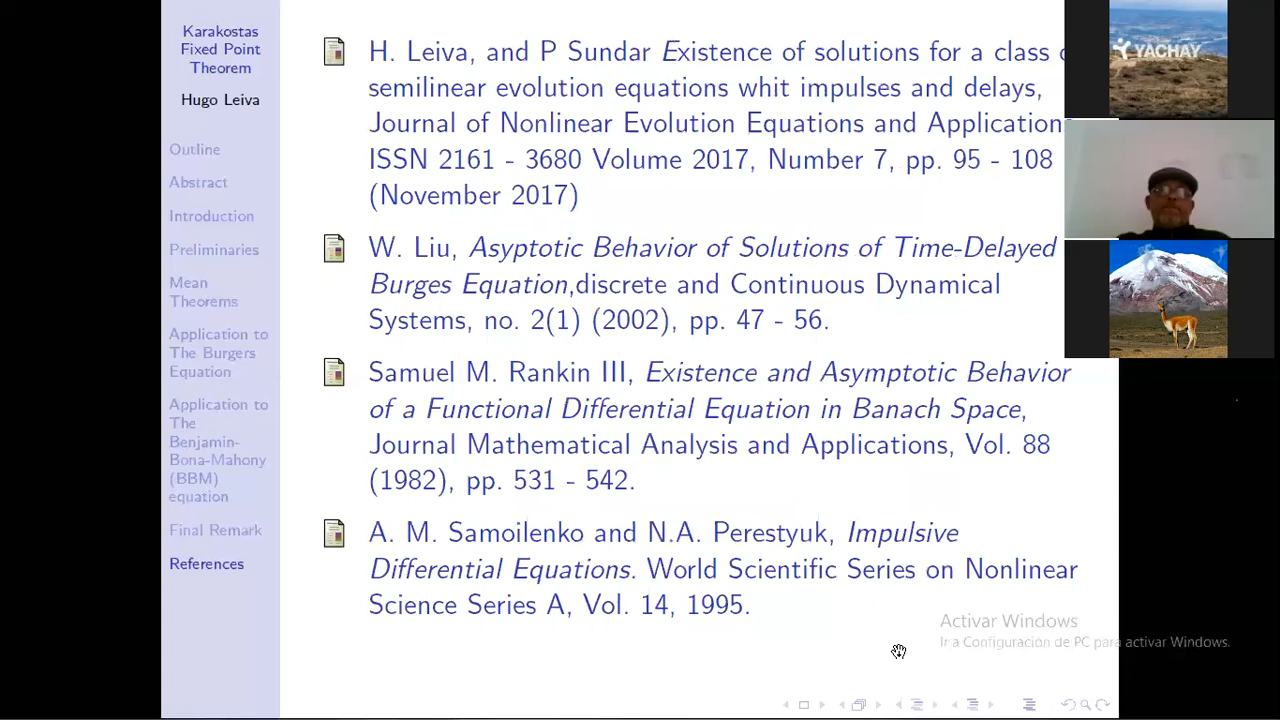 Karakostas
Fixed Point
Theorem
Hugo Leiva
Outline
Abstract
Introduction
Preliminaries
Mean
Theorems
Application to
The Burgers
Equation
Application to
The
Benjamin-
Bona-Mahony
(BBM)
equation
Final Remark
References
H. Leiva, and P Sundar Existence of solutions for a class
semilinear evolution equations whit impulses and delays,
Journal of Nonlinear Evolution Equations and Application
ISSN 2161 - 3680 Volume 2017, Number 7, pp. 95 - 108
(November 2017)
W. Liu, Asyptotic Behavior of Solutions of Time-Delayed
Burges Equation,discrete and Continuous Dynamical
Systems, no. 2(1) (2002), pp. 47 - 56.
Samuel M. Rankin III, Existence and Asymptotic Behavior
of a Functional Differential Equation in Banach Space,
Journal Mathematical Analysis and Applications, Vol. 88
(1982), pp. 531 - 542.
A. M. Samoilenko and N.A. Perestyuk, Impulsive
Differential Equations. World Scientific Series on Nonlinear
Science Series A, Vol. 14, 1995.
YACHAY
Activar Windows
Ir a Configuración de PC para activar Windows.